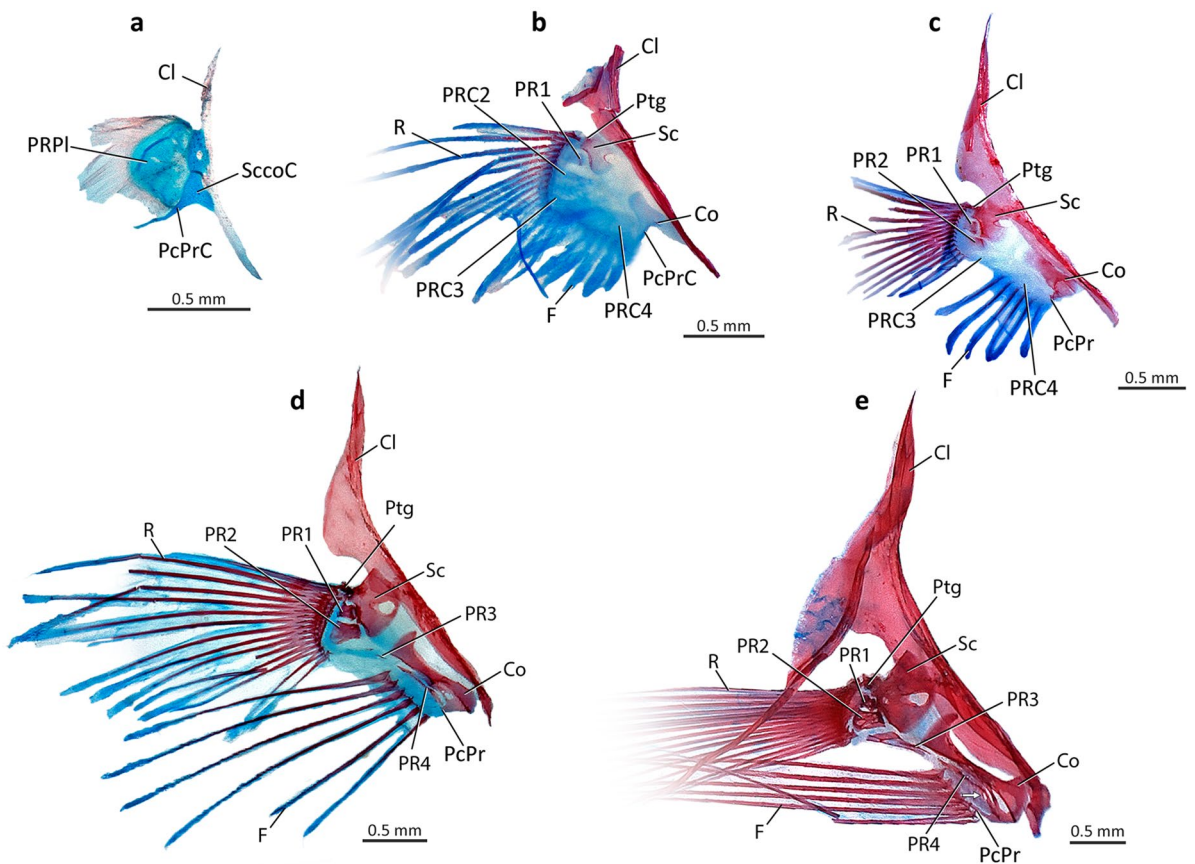 a
Cl
PRPl
SccoC
PcPrC
0.5 mm
b
Cl
PR1
PRC2
Ptg
R
Sc
Co
PcPrC
PRC3
PRC4
F
0.5 mm
c
Cl
PR1
PR2
Ptg
Sc
R
Co
PRC3
PcPr
F
PRC4
0.5 mm
d
Cl
Ptg
R
PR1
PR2
Sc
PR3
Co
PcPr
PR4
F
0.5 mm
e
Cl
Ptg
PR2
PR1
Sc
R
PR3
Co
F
PR4
PcPr
0.5 mm